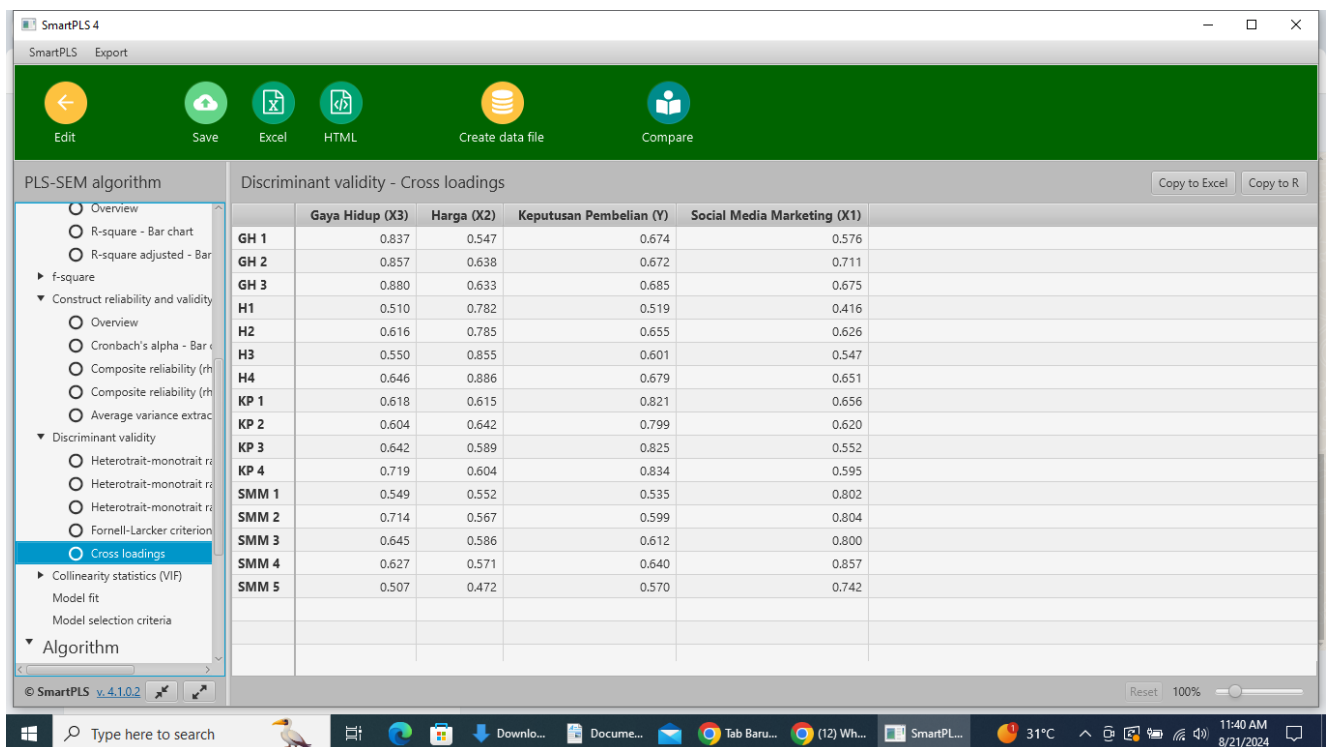 SmartPLS 4
SmartPLS Export
Edit Save Excel HTML Create data file Compare
PLS-SEM algorithm
Overview
R-square - Bar chart
R-square adjusted - Bar
f-square
Construct reliability and validity
Overview
Cronbach's alpha - Bar
Composite reliability (rh
Composite reliability (rh
Average variance extrac
Discriminant validity
Heterotrait-monotrait ra
Heterotrait-monotrait ra
Heterotrait-monotrait ra
Fornell-Larcker criterion
Cross loadings
Collinearity statistics (VIF)
Model fit
Model selection criteria
Algorithm
© SmartPLS v. 4.1.0.2
Discriminant validity - Cross loadings Copy to Excel Copy to R
Gaya Hidup (X3) Harga (X2) Keputusan Pembelian (Y) Social Media Marketing (X1)
GH 1 0.837 0.547 0.674 0.576
GH 2 0.857 0.638 0.672 0.711
GH 3 0.880 0.633 0.685 0.675
H1 0.510 0.782 0.519 0.416
H2 0.616 0.785 0.655 0.626
H3 0.550 0.855 0.601 0.547
H4 0.646 0.886 0.679 0.651
KP 1 0.618 0.615 0.821 0.656
KP 2 0.604 0.642 0.799 0.620
KP 3 0.642 0.589 0.825 0.552
KP 4 0.719 0.604 0.834 0.595
SMM 1 0.549 0.552 0.535 0.802
SMM 2 0.714 0.567 0.599 0.804
SMM 3 0.645 0.586 0.612 0.800
SMM 4 0.627 0.571 0.640 0.857
SMM 5 0.507 0.472 0.570 0.742
Reset 100%
Type here to search Downlo... Docume... Tab Baru... (12) Wh... SmartPL... 31°C 11:40 AM
8/21/2024